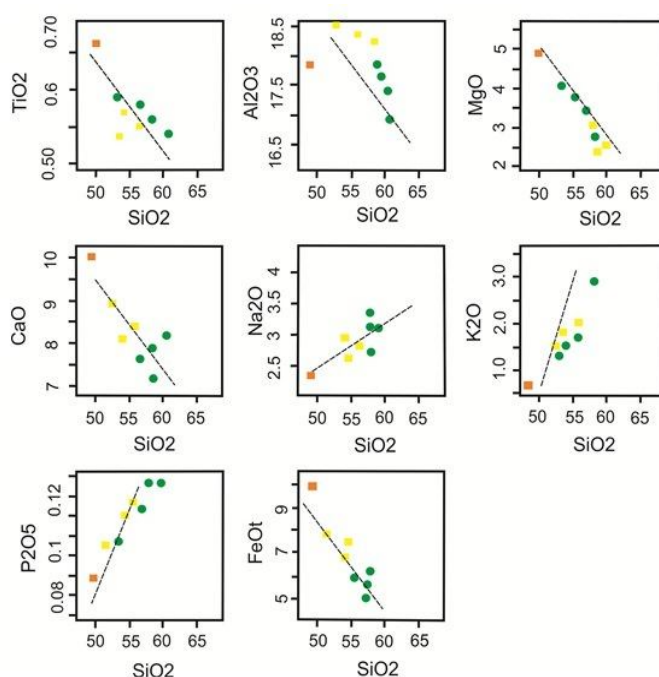 TiO2
0.70
0.6
0.50
50 55 60 65
SiO2
Al2O3
18.5
17.5
16.5
50 55 60 65
SiO2
MgO
5
4
3
2
50 55 60 65
SiO2
CaO
10
9
8
7
50 55 60 65
SiO2
Na2O
4
3.5
3
2.5
50 55 60 65
SiO2
K2O
3.0
2.0
1.0
50 55 60 65
SiO2
P2O5
0.12
0.1
0.08
50 55 60 65
SiO2
FeOt
9
7
5
50 55 60 65
SiO2